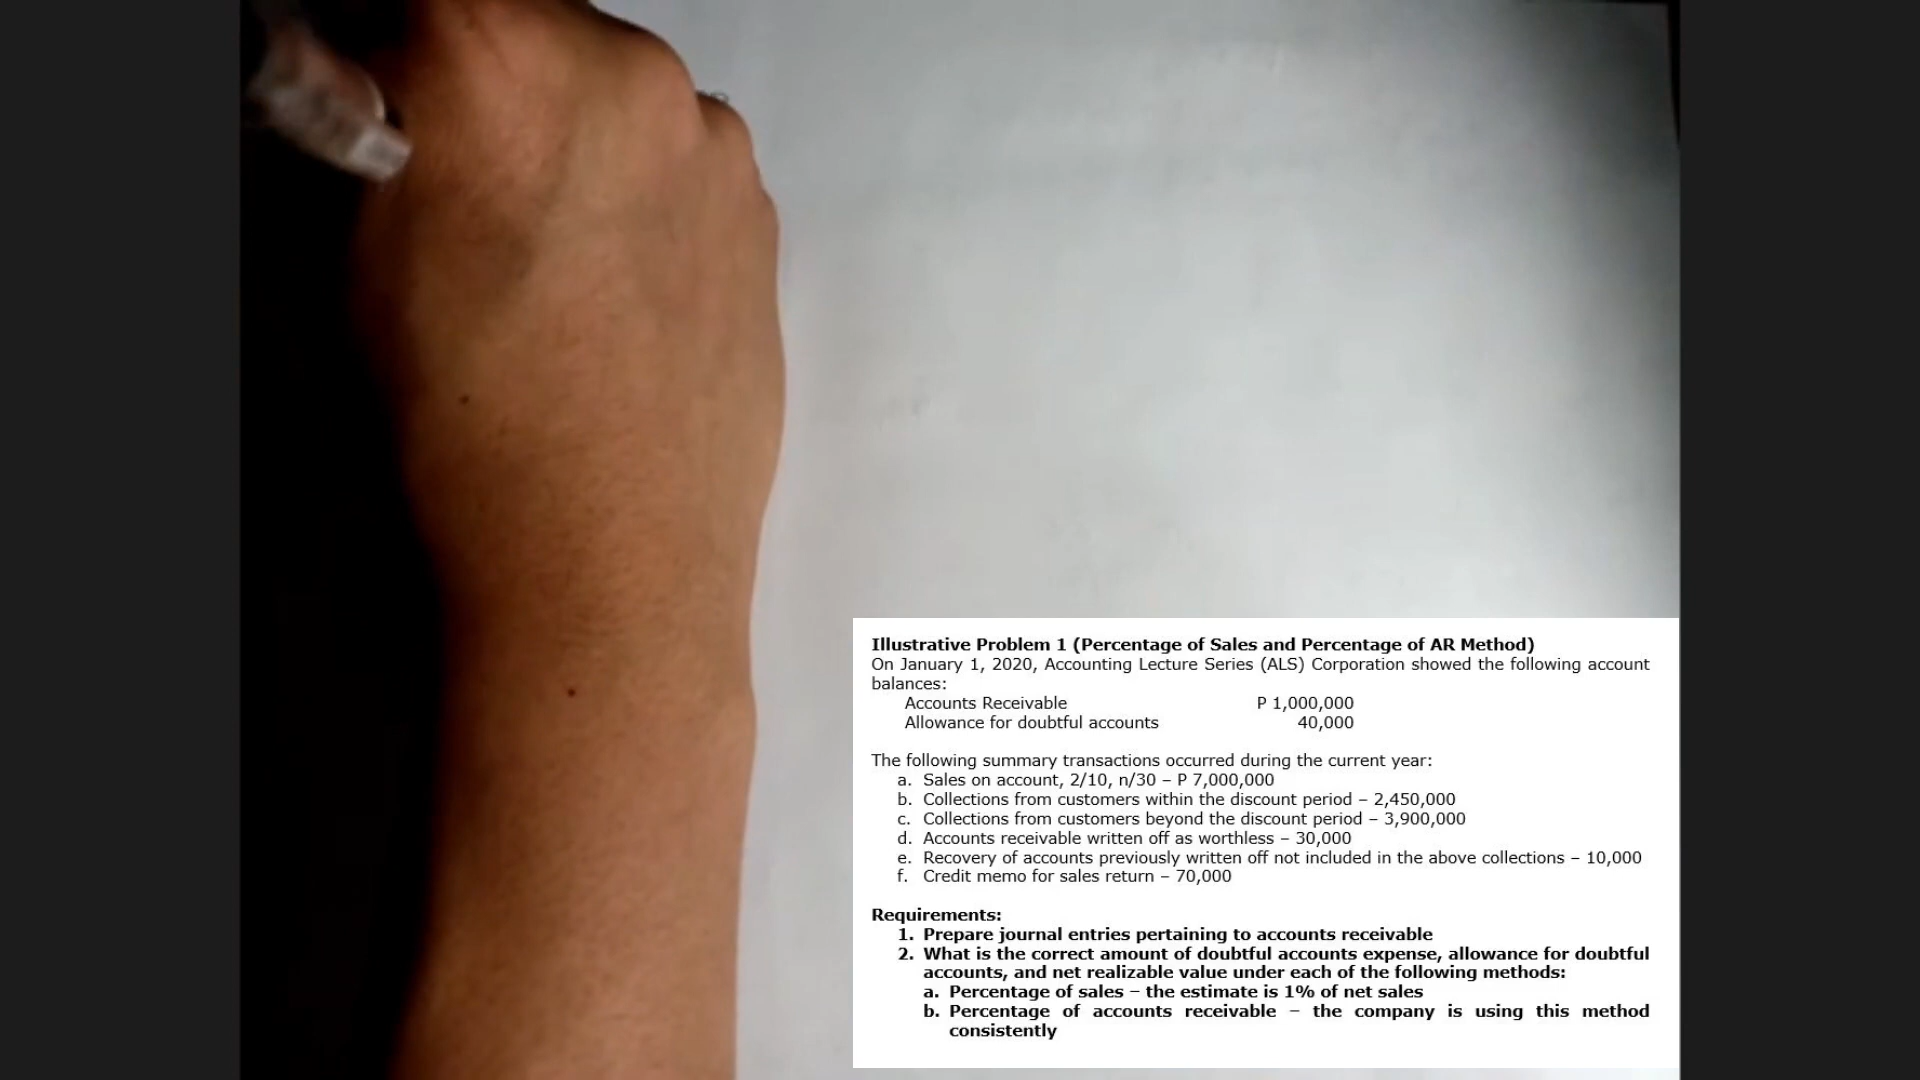 Illustrative Problem 1 (Percentage of Sales and Percentage of AR Method)
On January 1, 2020, Accounting Lecture Series (ALS) Corporation showed the following account
balances:
Accounts Receivable P 1,000,000
Allowance for doubtful accounts 40,000
The following summary transactions occurred during the current year:
a. Sales on account, 2/10, n/30 – P 7,000,000
b. Collections from customers within the discount period – 2,450,000
c. Collections from customers beyond the discount period – 3,900,000
d. Accounts receivable written off as worthless – 30,000
e. Recovery of accounts previously written off not included in the above collections – 10,000
f. Credit memo for sales return – 70,000
Requirements:
1. Prepare journal entries pertaining to accounts receivable
2. What is the correct amount of doubtful accounts expense, allowance for doubtful
accounts, and net realizable value under each of the following methods:
a. Percentage of sales – the estimate is 1% of net sales
b. Percentage of accounts receivable – the company is using this method
consistently